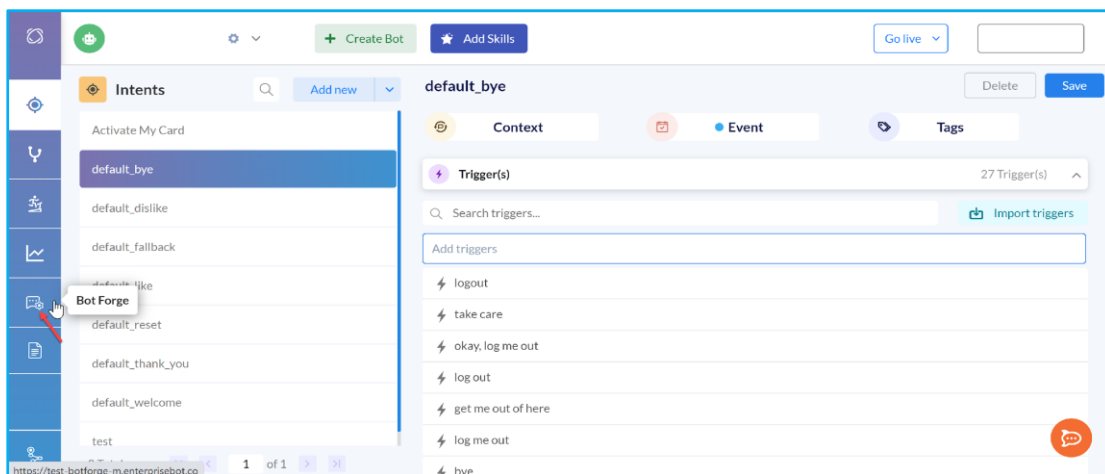 Create Bot
Add Skills
Go live
Intents
Add new
default_bye
Delete
Save
Activate My Card
Context
Event
Tags
default_bye
Trigger(s)
27 Trigger(s)
default_dislike
Search triggers...
Import triggers
default_fallback
Add triggers
default_like
logout
Bot Forge
take care
default_reset
okay, log me out
default_thank_you
log out
default_welcome
get me out of here
test
log me out
1 of 1
bye
https://test-botforge-m.enterprisebot.co